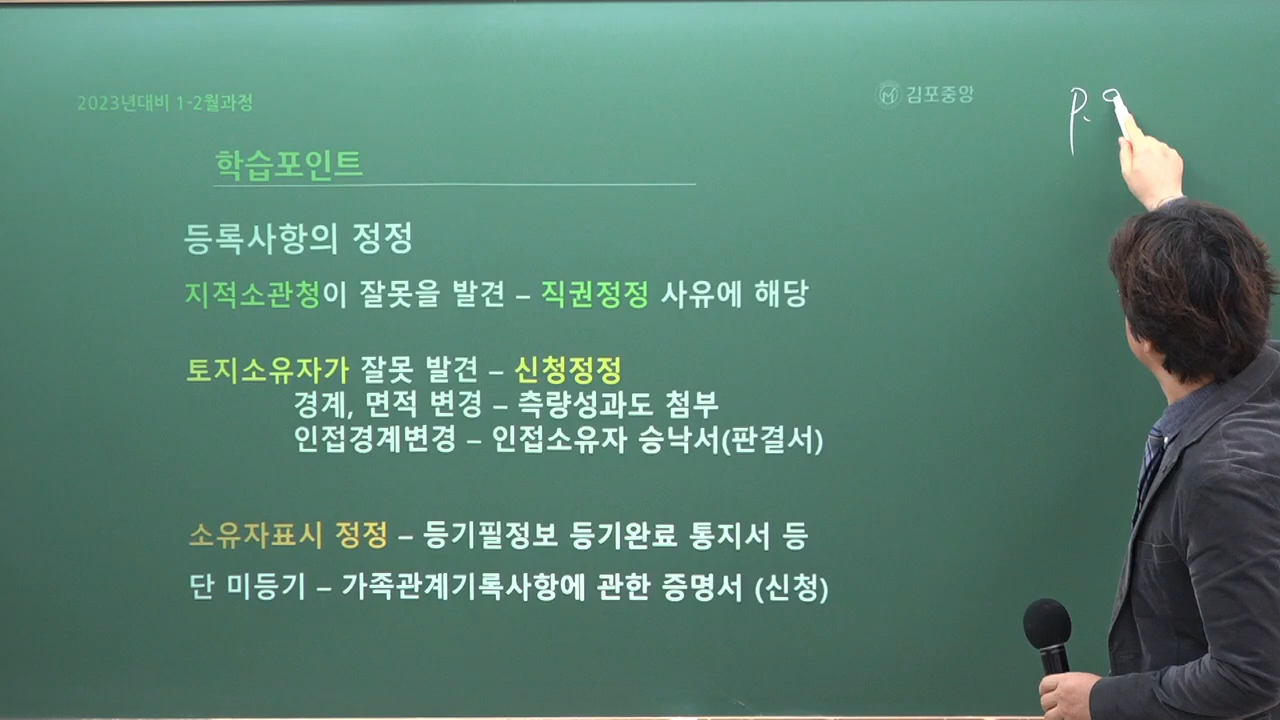 2023년대비 1-2월과정
김포중앙
P.
학습포인트
등록사항의 정정
지적소관청이 잘못을 발견 – 직권정정 사유에 해당
토지소유자가 잘못 발견 – 신청정정
경계, 면적 변경 – 측량성과도 첨부
인접경계변경 – 인접소유자 승낙서(판결서)
소유자표시 정정 – 등기필정보 등기완료 통지서 등
단 미등기 – 가족관계기록사항에 관한 증명서 (신청)